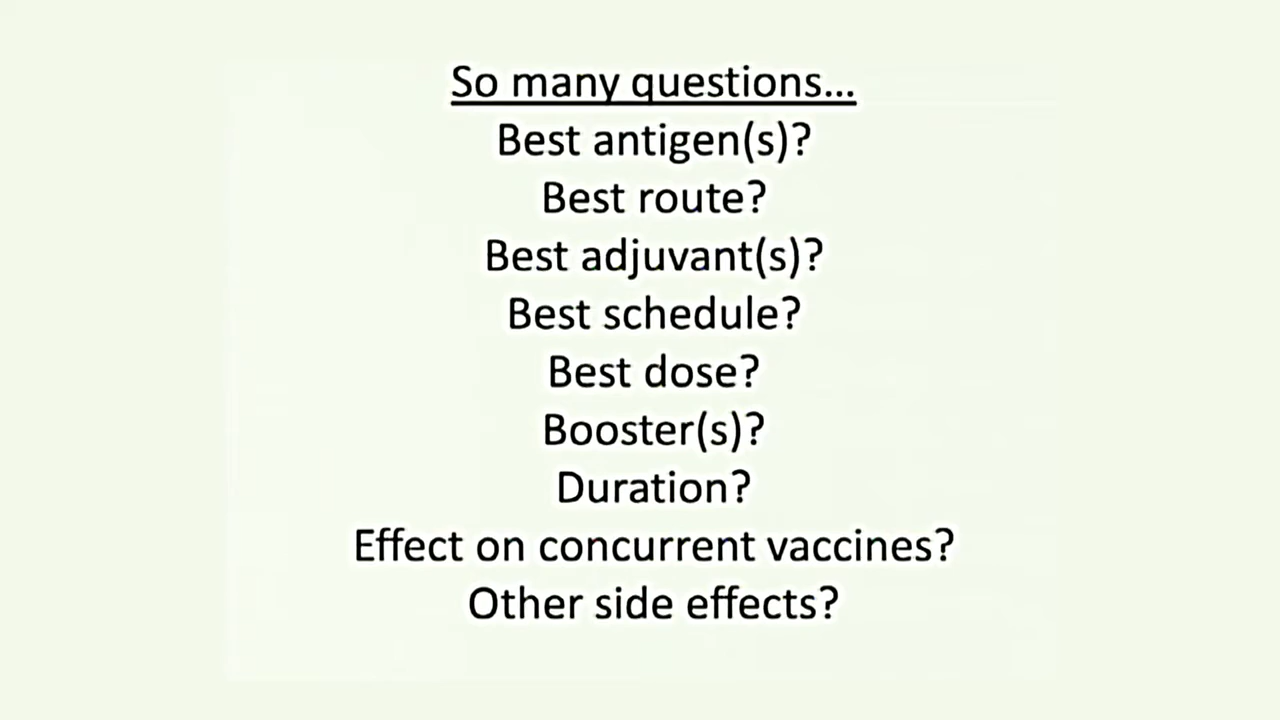 So many questions...
Best antigen(s)?
Best route?
Best adjuvant(s)?
Best schedule?
Best dose?
Booster(s)?
Duration?
Effect on concurrent vaccines?
Other side effects?